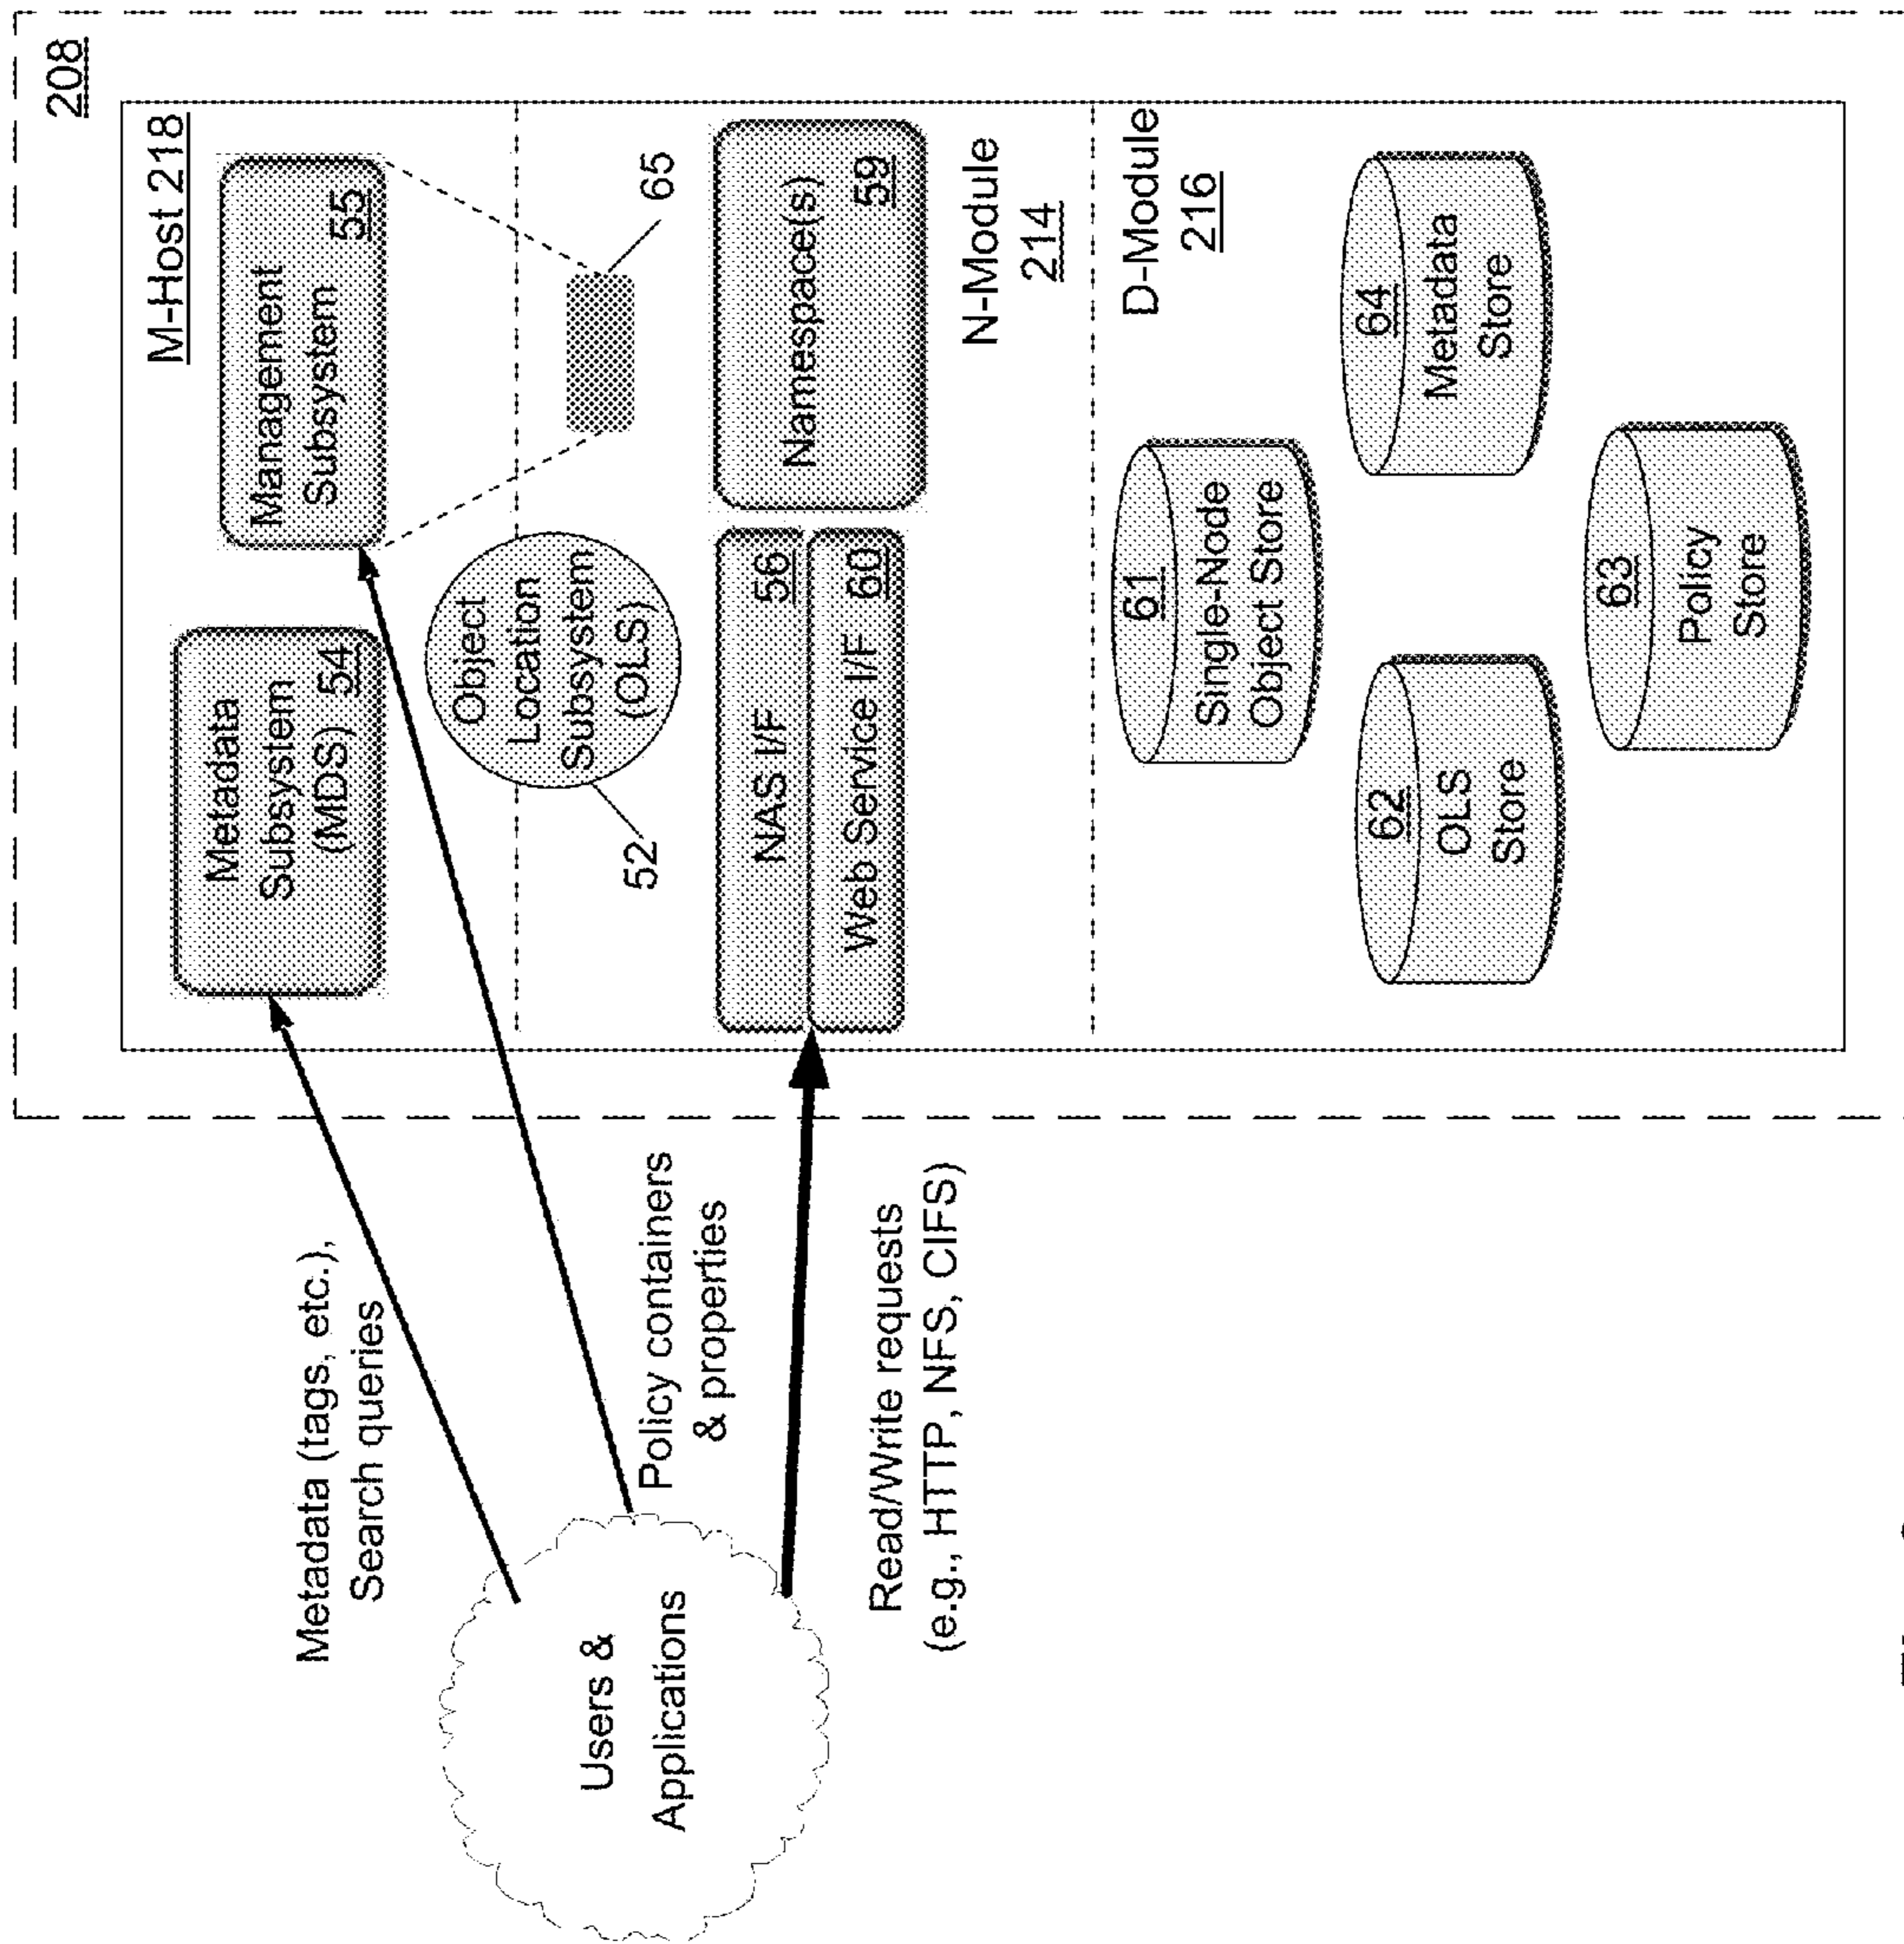 208
M-Host 218
Metadata
Subsystem
(MDS) 54
Management
Subsystem
55
Object
Location
Subsystem
(OLS)
52
65
NAS I/F 56
Web Service I/F 60
Namespace(s)
59
N-Module
214
D-Module
216
61
Single-Node
Object Store
62
OLS
Store
64
Metadata
Store
63
Policy
Store
Metadata (tags, etc.),
Search queries
Users &
Applications
Policy containers
& properties
Read/Write requests
(e.g., HTTP, NFS, CIFS)